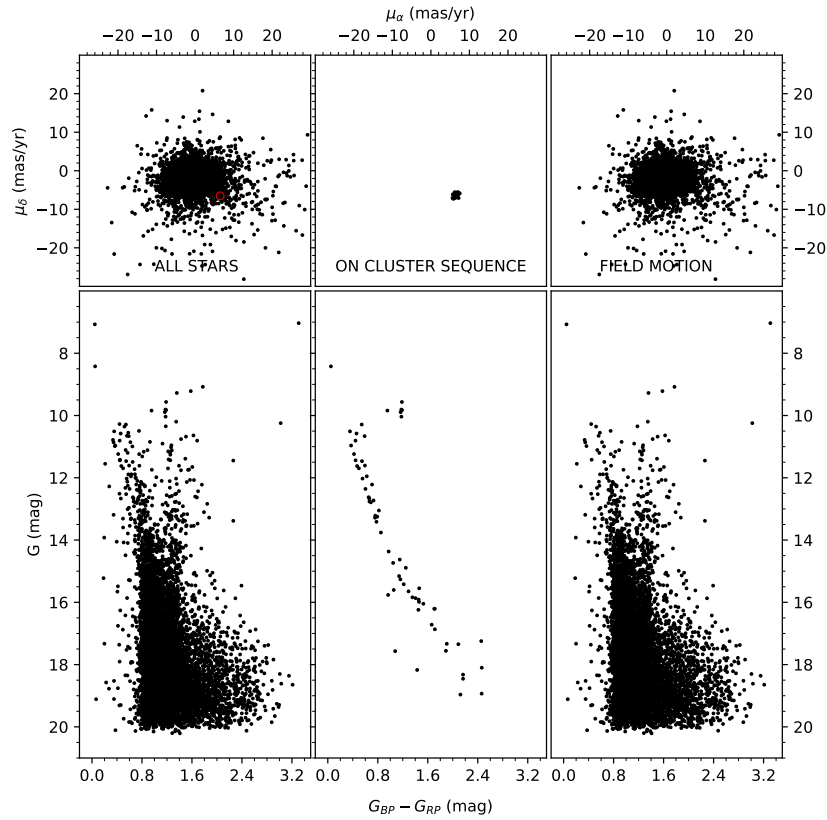 μα (mas/yr)
−20 −10 0 10 20 −20 −10 0 10 20 −20 −10 0 10 20
μδ (mas/yr)
20 20
10 10
0 0
−10 −10
−20 −20
ALL STARS ON CLUSTER SEQUENCE FIELD MOTION
G (mag)
8 8
10 10
12 12
14 14
16 16
18 18
20 20
0.0 0.8 1.6 2.4 3.2 0.0 0.8 1.6 2.4 3.2 0.0 0.8 1.6 2.4 3.2
GBP − GRP (mag)